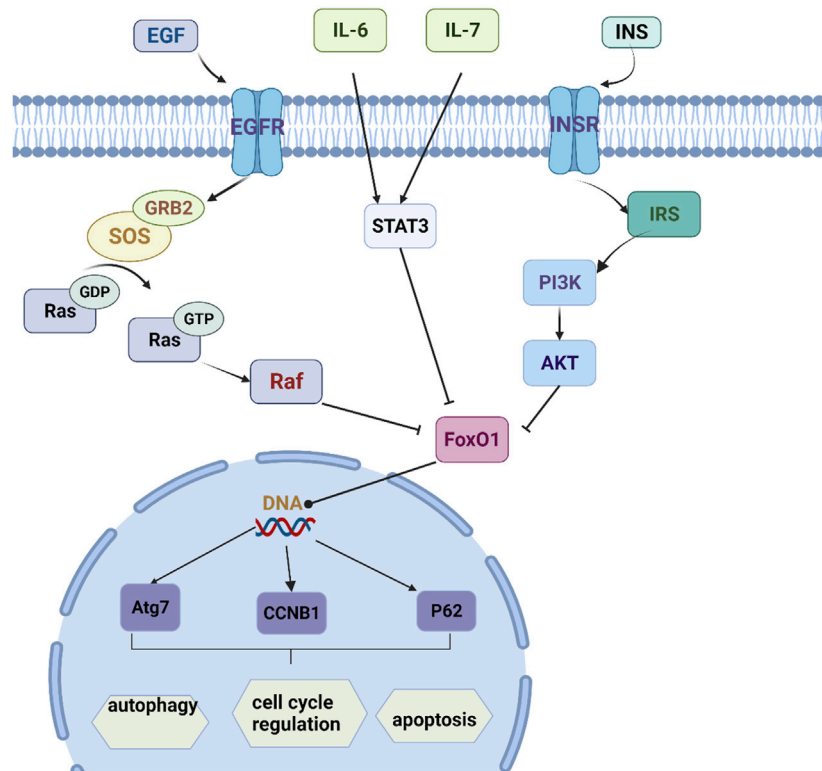 EGF
IL-6
IL-7
INS
EGFR
INSR
GRB2
SOS
STAT3
IRS
GDP
Ras
PI3K
GTP
Ras
AKT
Raf
FoxO1
DNA
Atg7
CCNB1
P62
autophagy
cell cycle
regulation
apoptosis